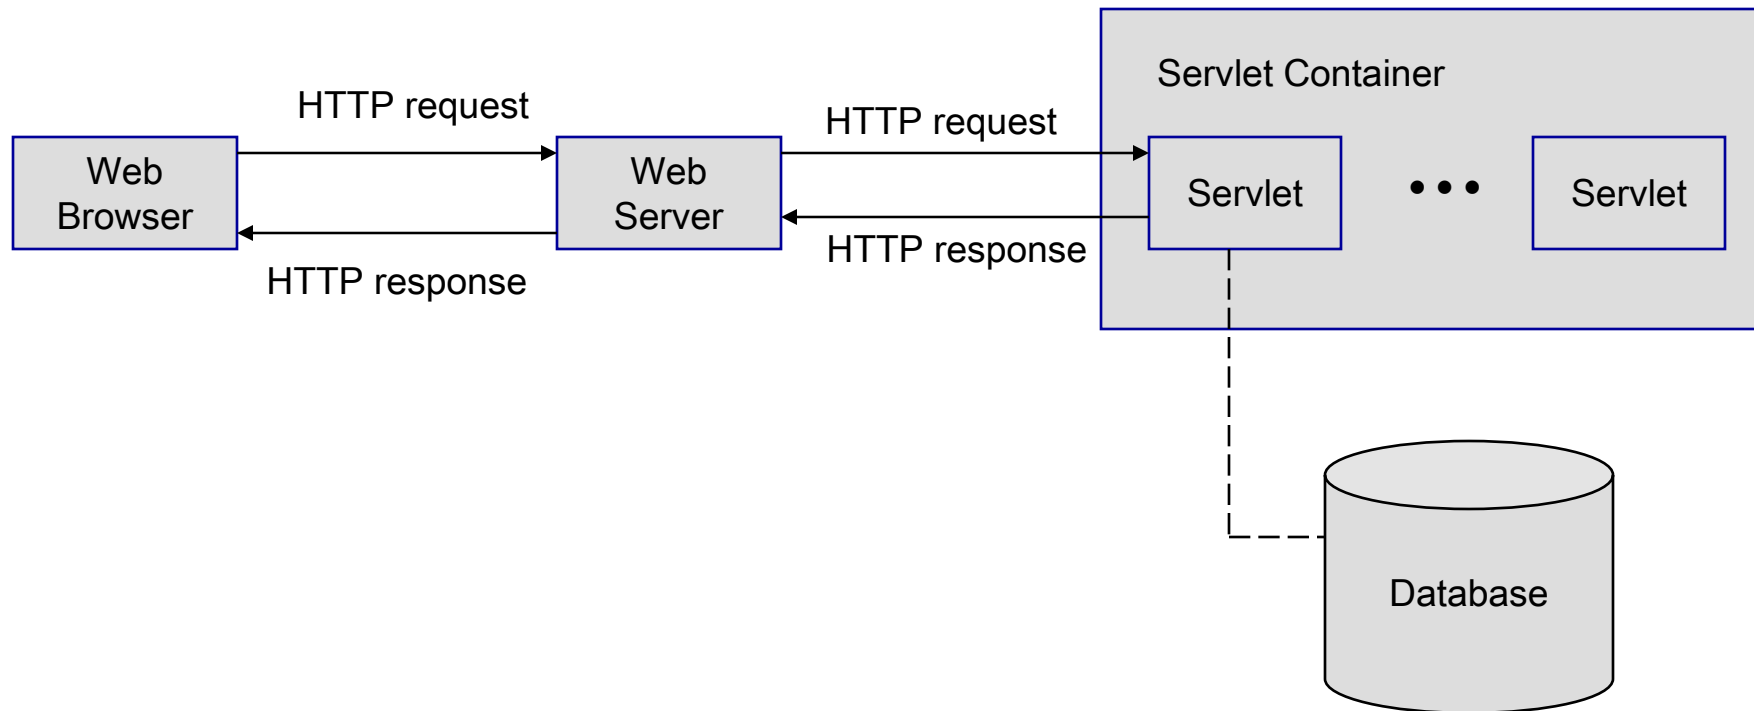 Servlet Container
HTTP request
HTTP request
Web
Browser
Web
Server
Servlet
•••
Servlet
HTTP response
HTTP response
Database